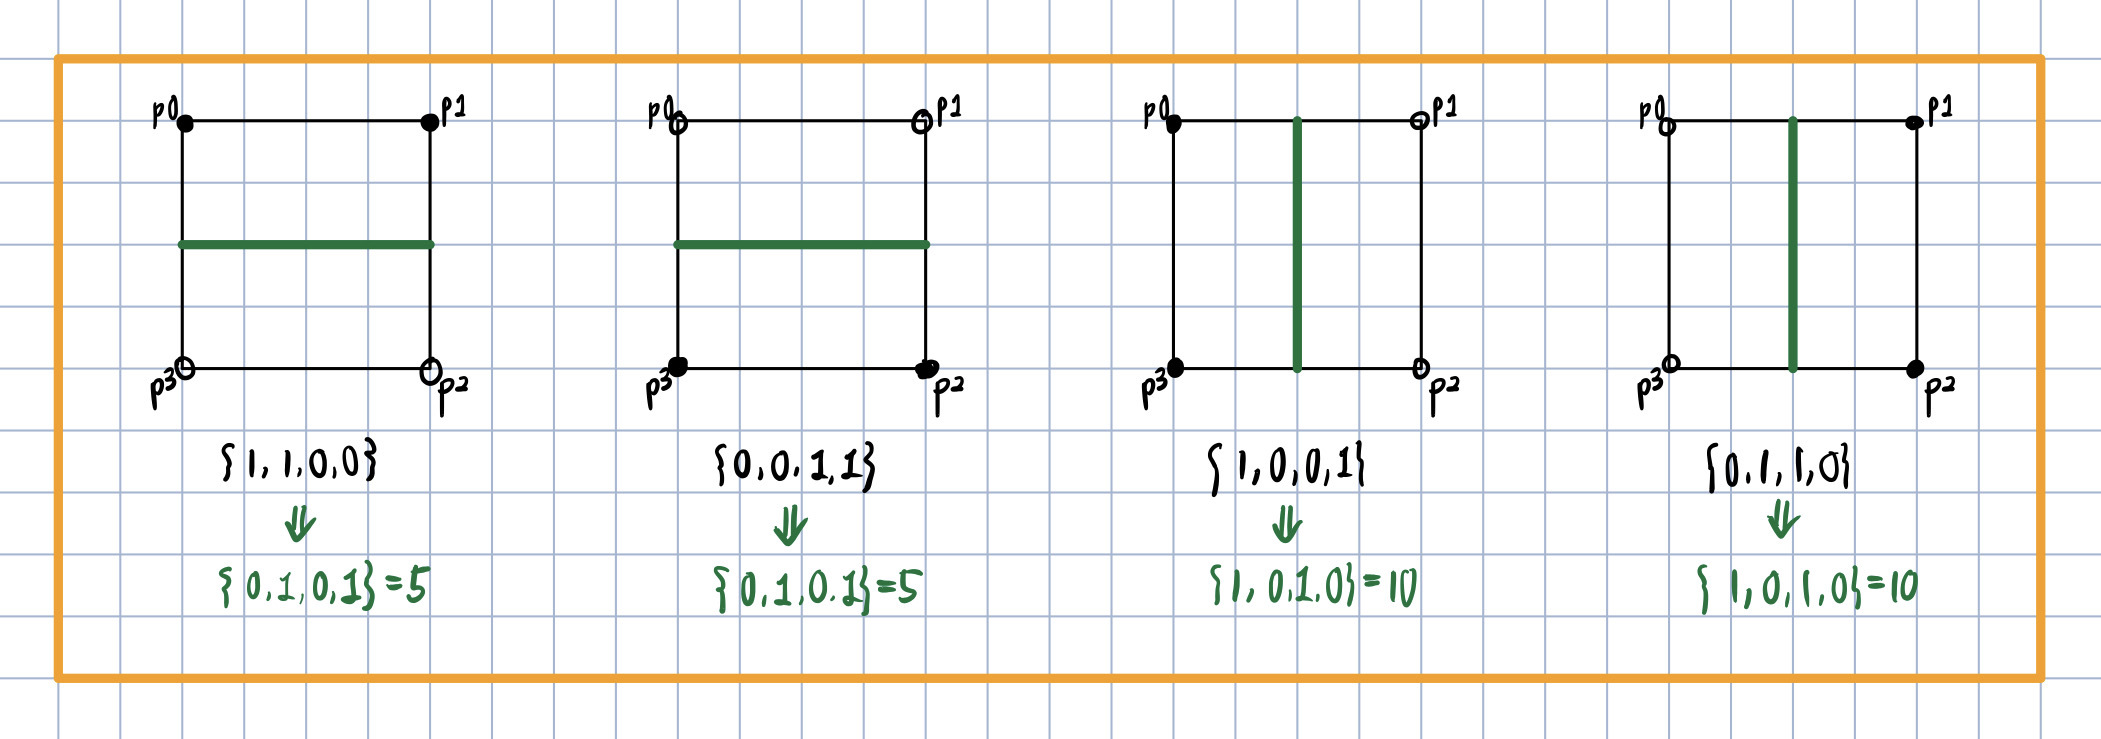 p0 p1 p0 p1 p0 p1 p0 p1
p3 p2 p3 p2 p3 p2 p3 p2
{1,1,0,0} {0,0,1,1} {1,0,0,1} {0,1,1,0}
⇓ ⇓ ⇓ ⇓
{0,1,0,1}=5 {0,1,0,1}=5 {1,0,1,0}=10 {1,0,1,0}=10